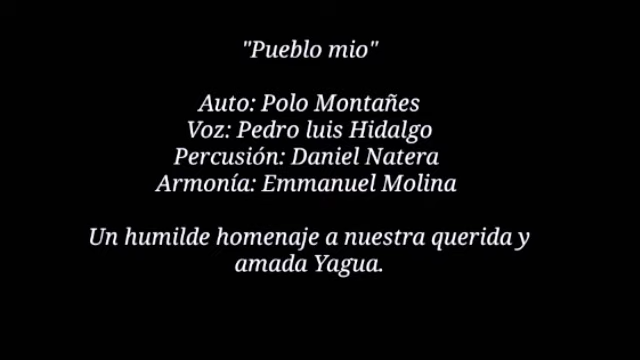 "Pueblo mio"
Auto: Polo Montañes
Voz: Pedro luis Hidalgo
Percusión: Daniel Natera
Armonía: Emmanuel Molina
Un humilde homenaje a nuestra querida y
amada Yagua.